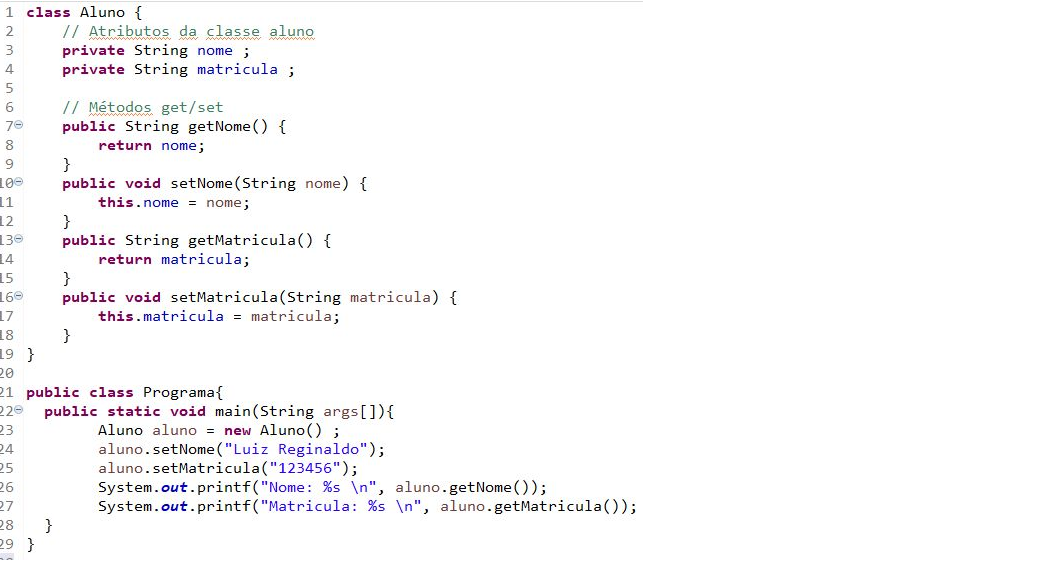 1 class Aluno {
2 // Atributos da classe aluno
3 private String nome ;
4 private String matricula ;
5
6 // Métodos get/set
7 public String getNome() {
8 return nome;
9 }
10 public void setNome(String nome) {
11 this.nome = nome;
12 }
13 public String getMatricula() {
14 return matricula;
15 }
16 public void setMatricula(String matricula) {
17 this.matricula = matricula;
18 }
19 }
20
21 public class Programa{
22 public static void main(String args[]){
23 Aluno aluno = new Aluno() ;
24 aluno.setNome("Luiz Reginaldo");
25 aluno.setMatricula("123456");
26 System.out.printf("Nome: %s \n", aluno.getNome());
27 System.out.printf("Matricula: %s \n", aluno.getMatricula());
28 }
29 }